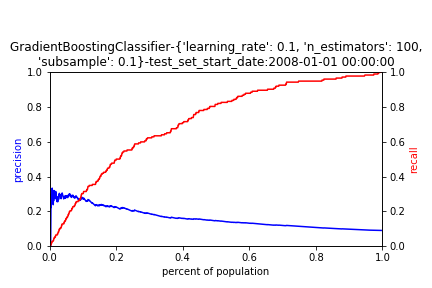 GradientBoostingClassifier-{'learning_rate': 0.1, 'n_estimators': 100,
'subsample': 0.1}-test_set_start_date:2008-01-01 00:00:00
1.0
0.8
0.6
0.4
0.2
0.0
precision
1.0
0.8
0.6
0.4
0.2
0.0
recall
0.0 0.2 0.4 0.6 0.8 1.0
percent of population